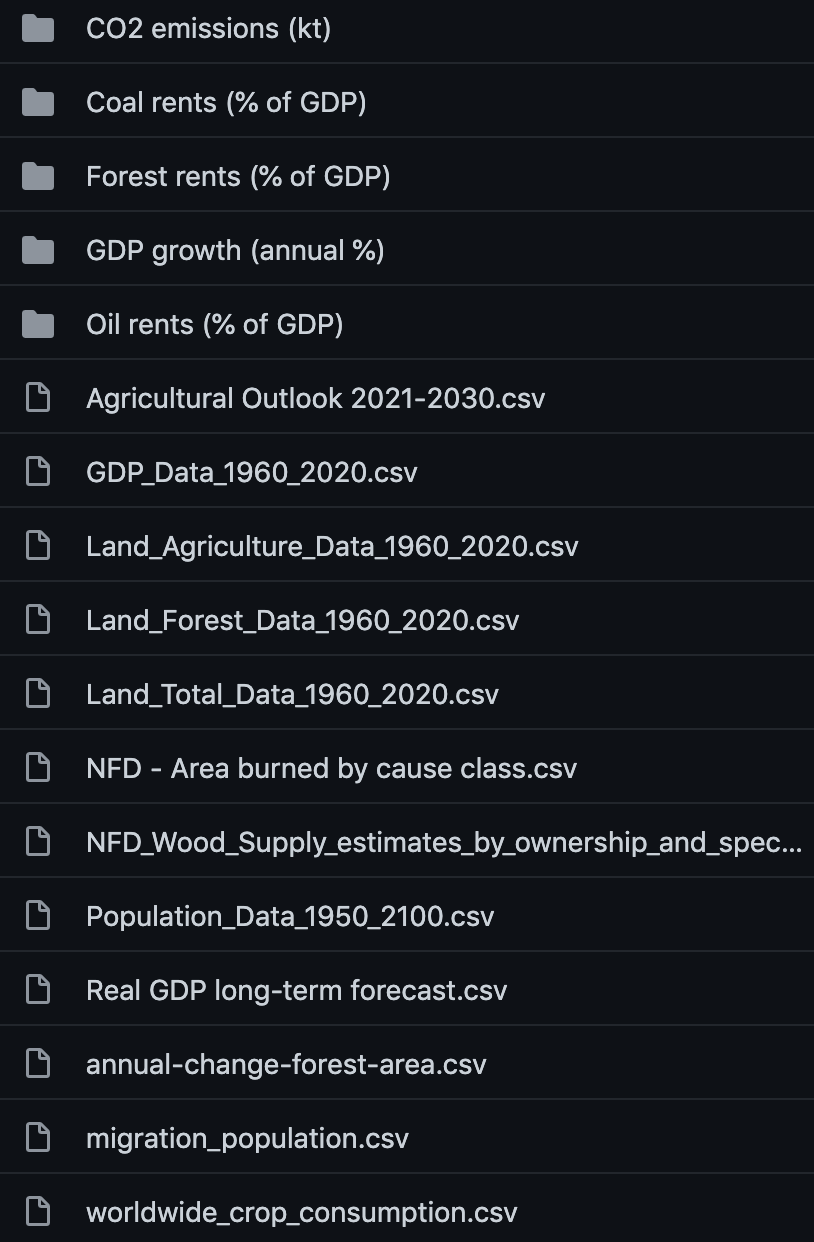 CO2 emissions (kt)
Coal rents (% of GDP)
Forest rents (% of GDP)
GDP growth (annual %)
Oil rents (% of GDP)
Agricultural Outlook 2021-2030.csv
GDP_Data_1960_2020.csv
Land_Agriculture_Data_1960_2020.csv
Land_Forest_Data_1960_2020.csv
Land_Total_Data_1960_2020.csv
NFD - Area burned by cause class.csv
NFD_Wood_Supply_estimates_by_ownership_and_spec...
Population_Data_1950_2100.csv
Real GDP long-term forecast.csv
annual-change-forest-area.csv
migration_population.csv
worldwide_crop_consumption.csv